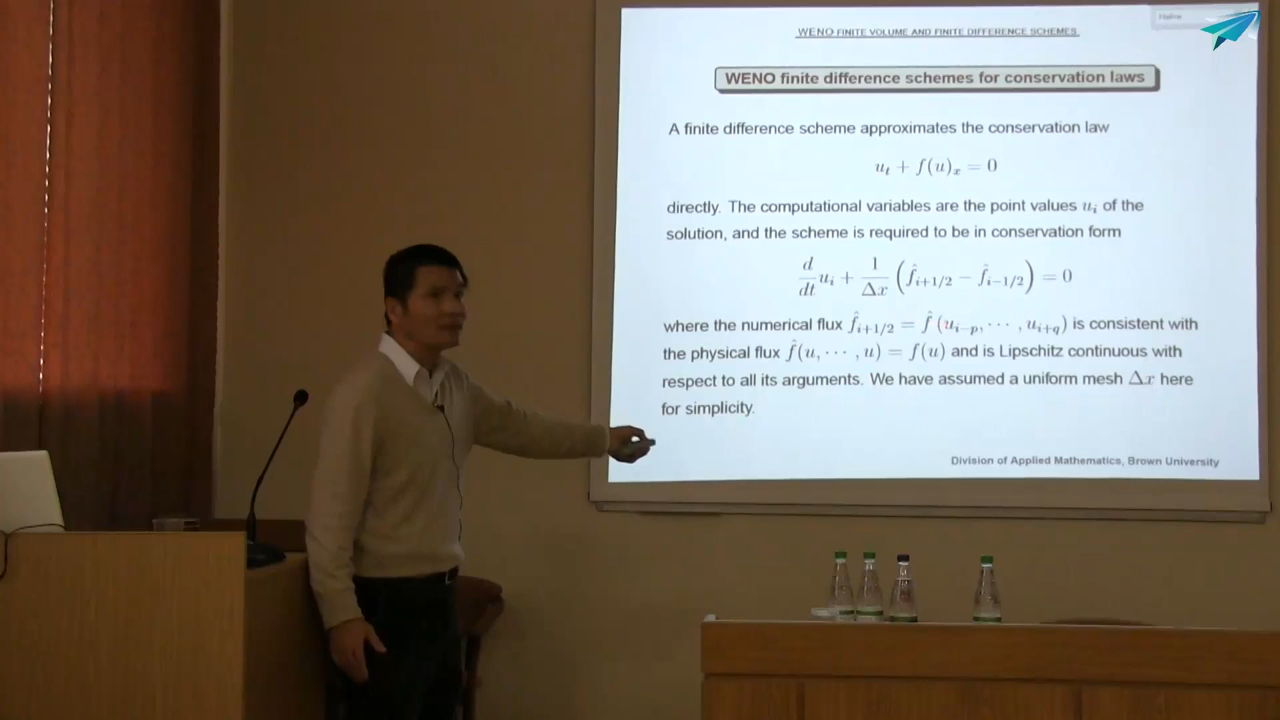 WENO FINITE VOLUME AND FINITE DIFFERENCE SCHEMES
WENO finite difference schemes for conservation laws
A finite difference scheme approximates the conservation law
u_t + f(u)_x = 0
directly. The computational variables are the point values u_i of the
solution, and the scheme is required to be in conservation form
d/dt u_i + 1/Δx (f̂_{i+1/2} − f̂_{i−1/2}) = 0
where the numerical flux f̂_{i+1/2} = f̂ (u_{i−p}, ⋯ , u_{i+q}) is consistent with
the physical flux f̂(u, ⋯ , u) = f(u) and is Lipschitz continuous with
respect to all its arguments. We have assumed a uniform mesh Δx here
for simplicity.
Division of Applied Mathematics, Brown University